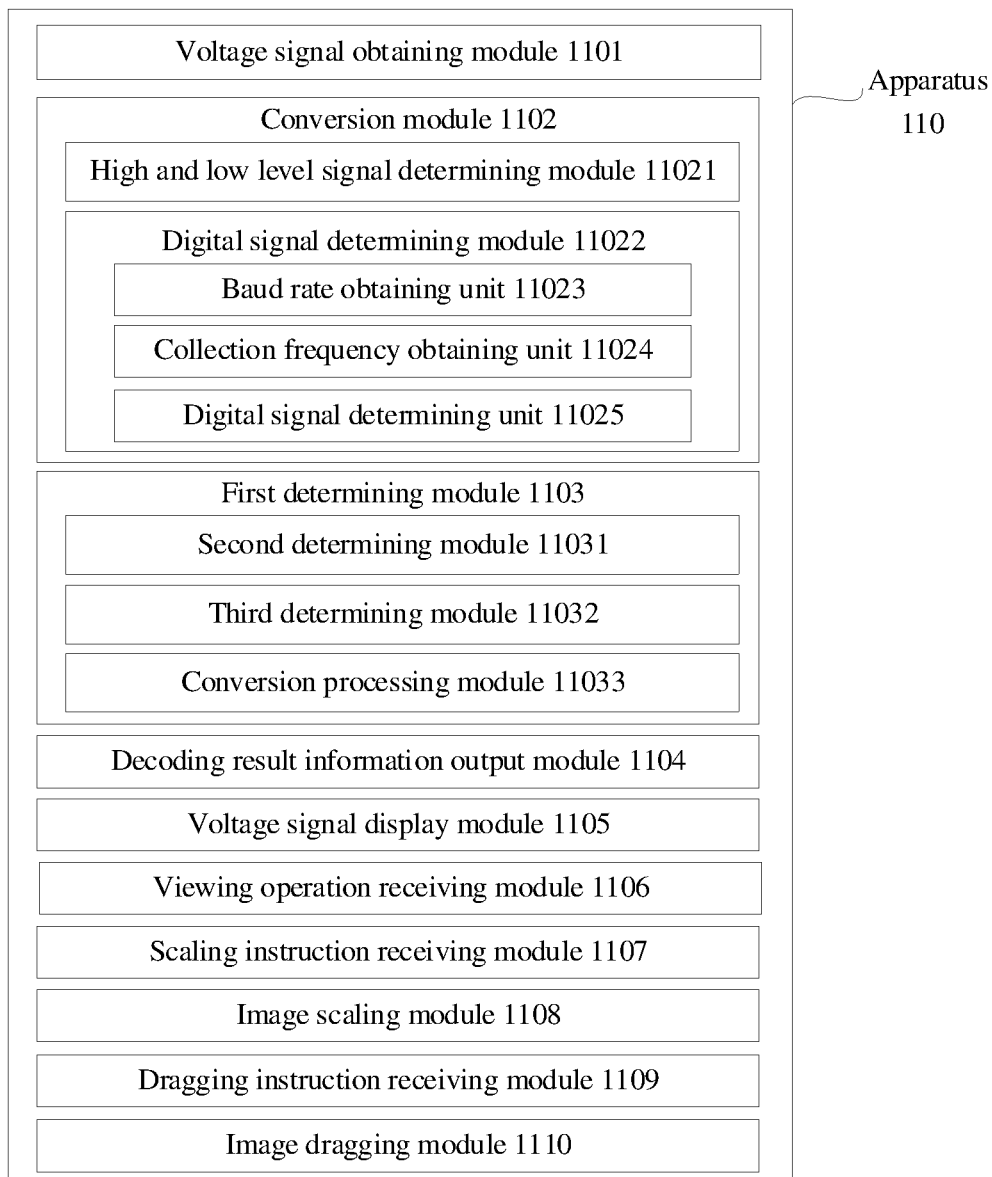 Voltage signal obtaining module 1101
Apparatus
110
Conversion module 1102
High and low level signal determining module 11021
Digital signal determining module 11022
Baud rate obtaining unit 11023
Collection frequency obtaining unit 11024
Digital signal determining unit 11025
First determining module 1103
Second determining module 11031
Third determining module 11032
Conversion processing module 11033
Decoding result information output module 1104
Voltage signal display module 1105
Viewing operation receiving module 1106
Scaling instruction receiving module 1107
Image scaling module 1108
Dragging instruction receiving module 1109
Image dragging module 1110